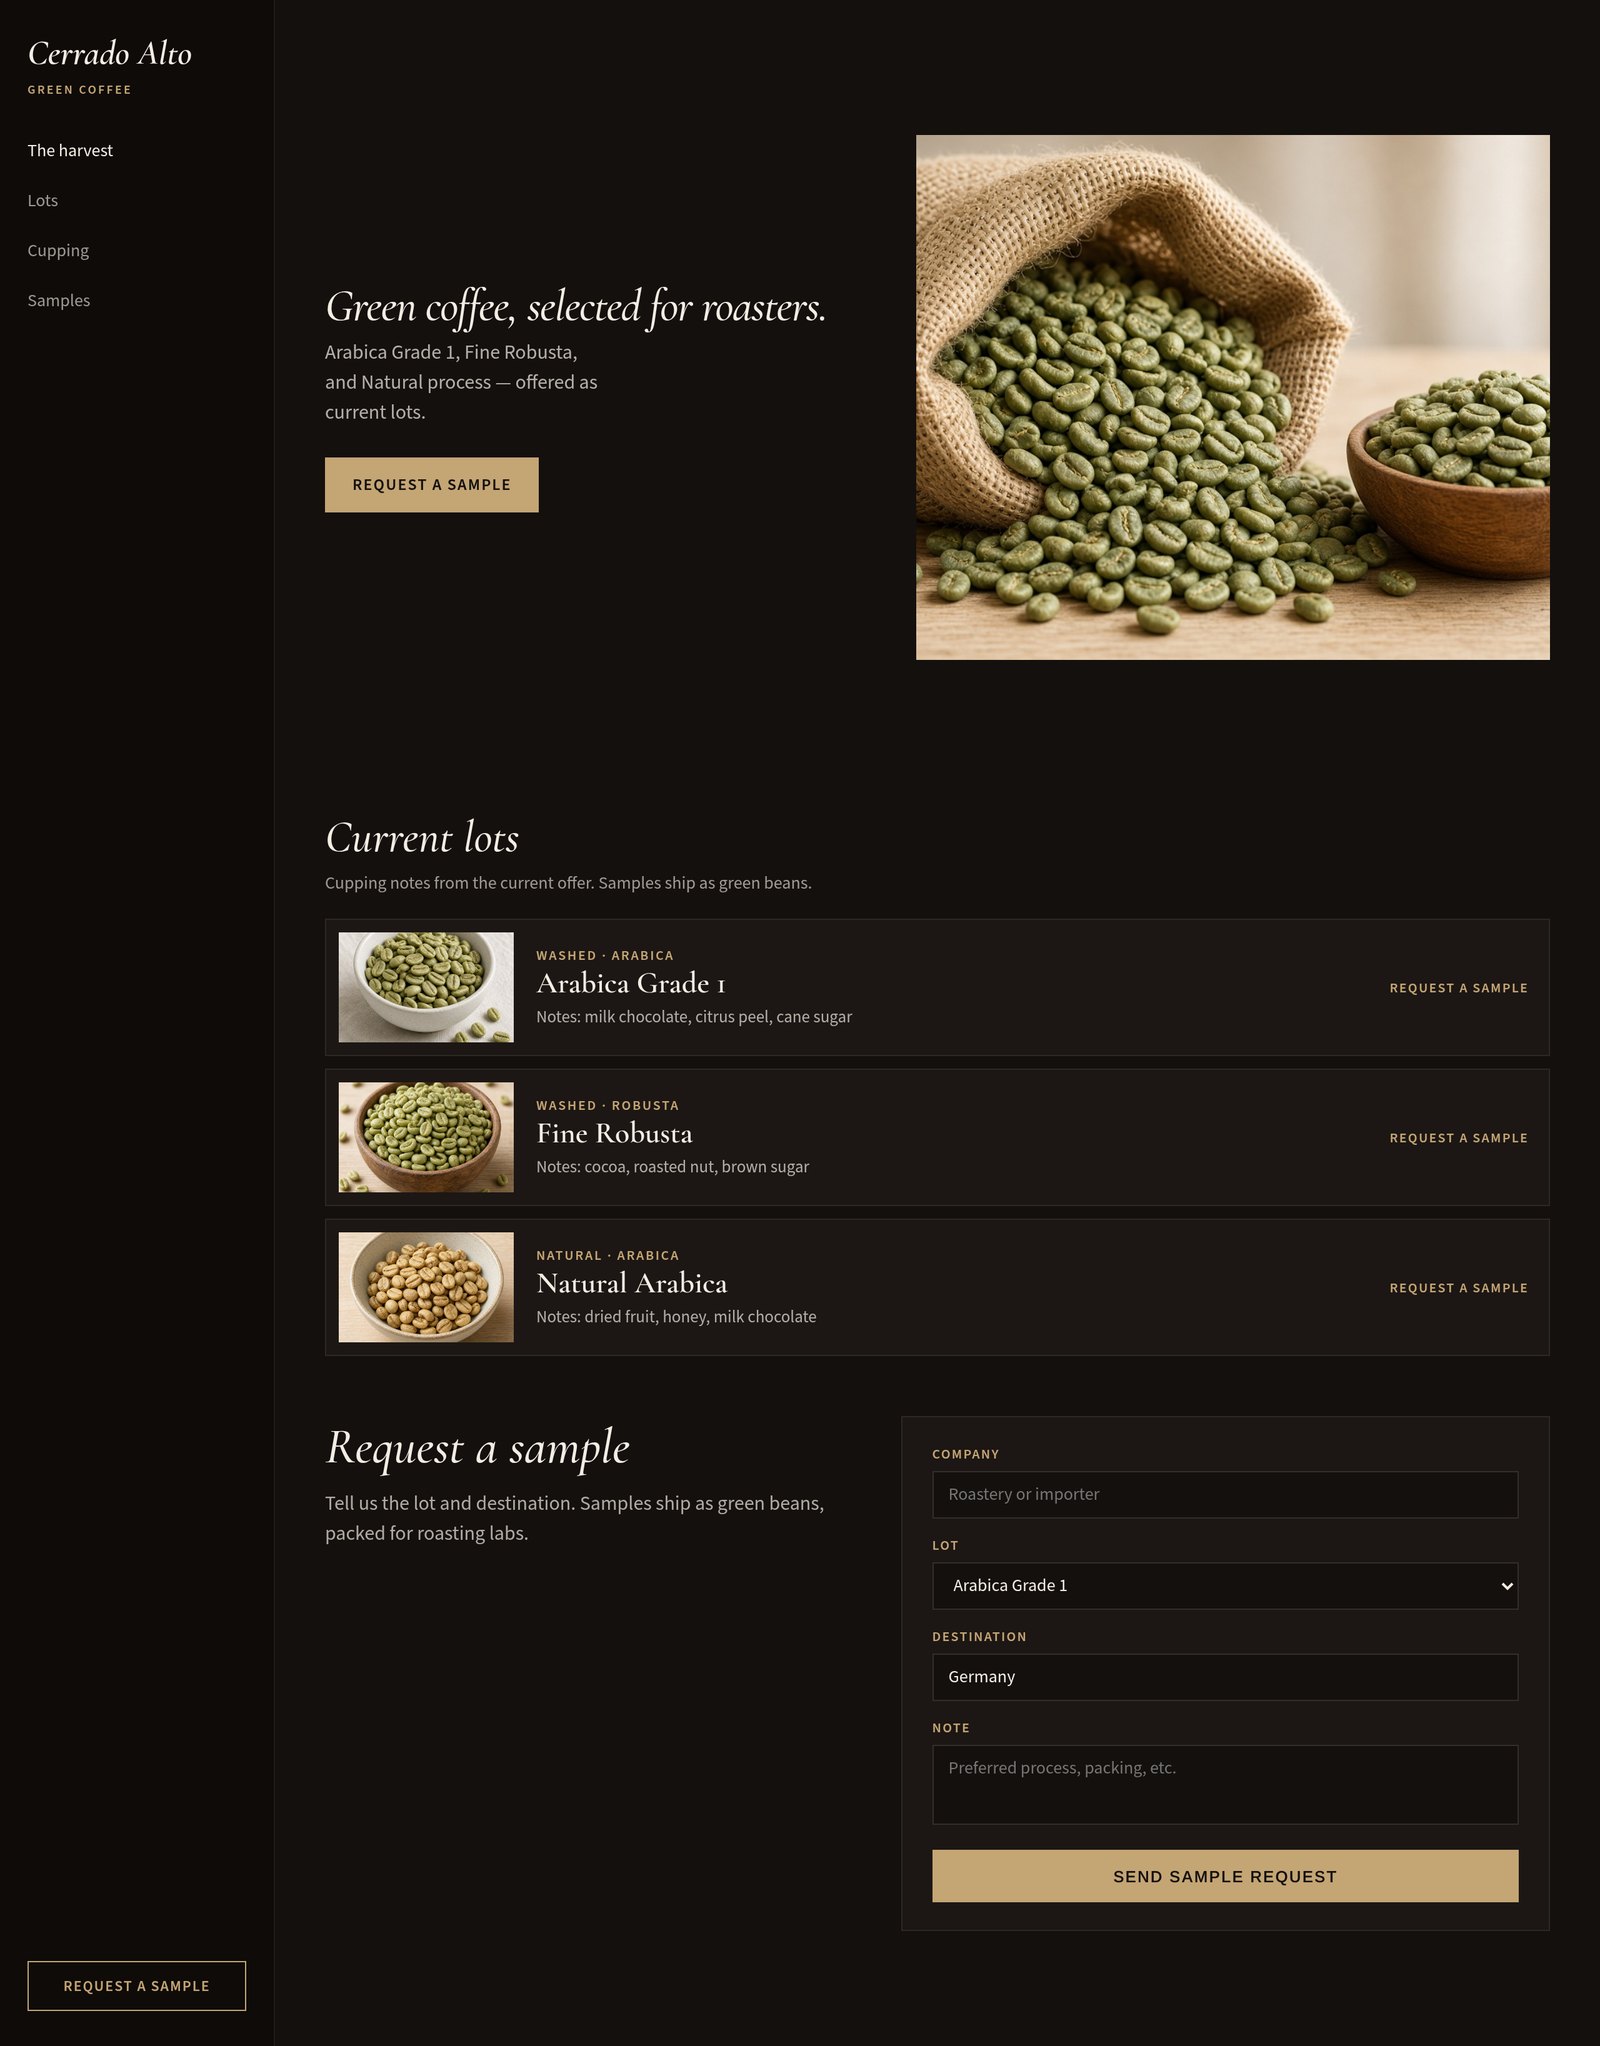 Cerrado Alto
GREEN COFFEE
The harvest
Lots
Cupping
Samples
REQUEST A SAMPLE
Green coffee, selected for roasters.
Arabica Grade 1, Fine Robusta,
and Natural process — offered as
current lots.
REQUEST A SAMPLE
Current lots
Cupping notes from the current offer. Samples ship as green beans.
WASHED · ARABICA
Arabica Grade 1
Notes: milk chocolate, citrus peel, cane sugar
REQUEST A SAMPLE
WASHED · ROBUSTA
Fine Robusta
Notes: cocoa, roasted nut, brown sugar
REQUEST A SAMPLE
NATURAL · ARABICA
Natural Arabica
Notes: dried fruit, honey, milk chocolate
REQUEST A SAMPLE
Request a sample
Tell us the lot and destination. Samples ship as green beans,
packed for roasting labs.
COMPANY
Roastery or importer
LOT
Arabica Grade 1
DESTINATION
Germany
NOTE
Preferred process, packing, etc.
SEND SAMPLE REQUEST